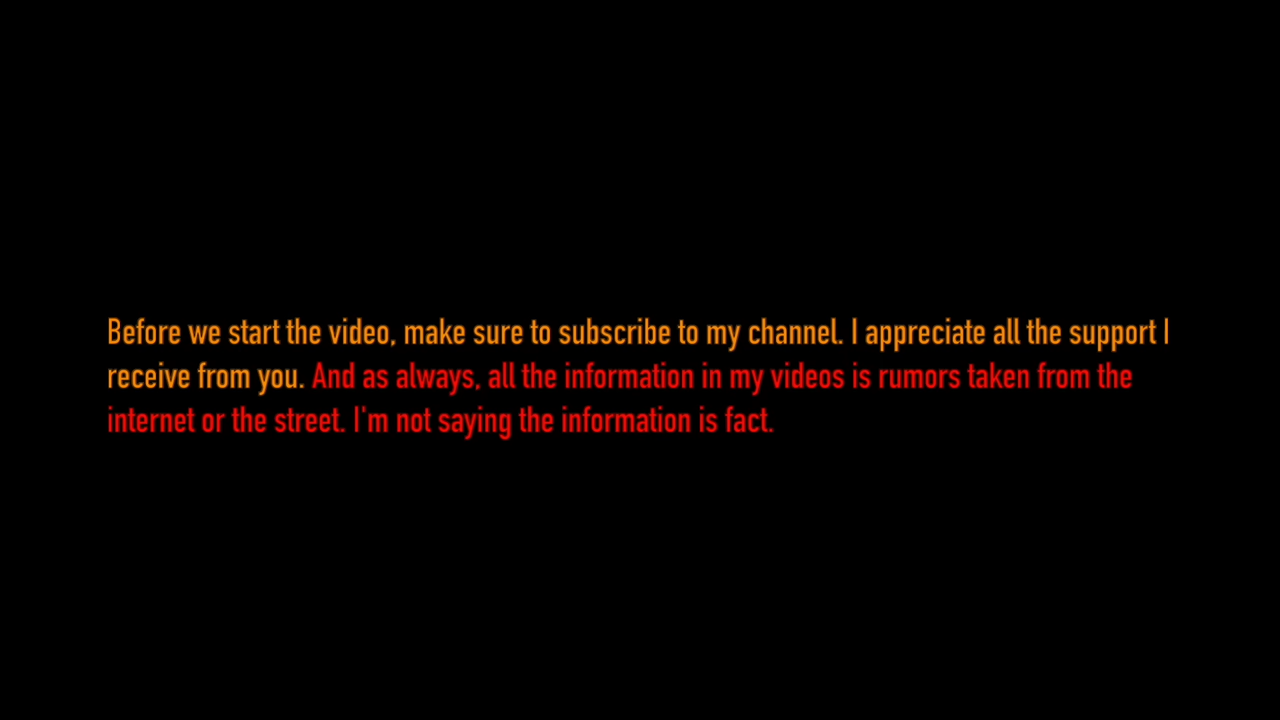 Before we start the video, make sure to subscribe to my channel. I appreciate all the support I
receive from you. And as always, all the information in my videos is rumors taken from the
internet or the street. I'm not saying the information is fact.